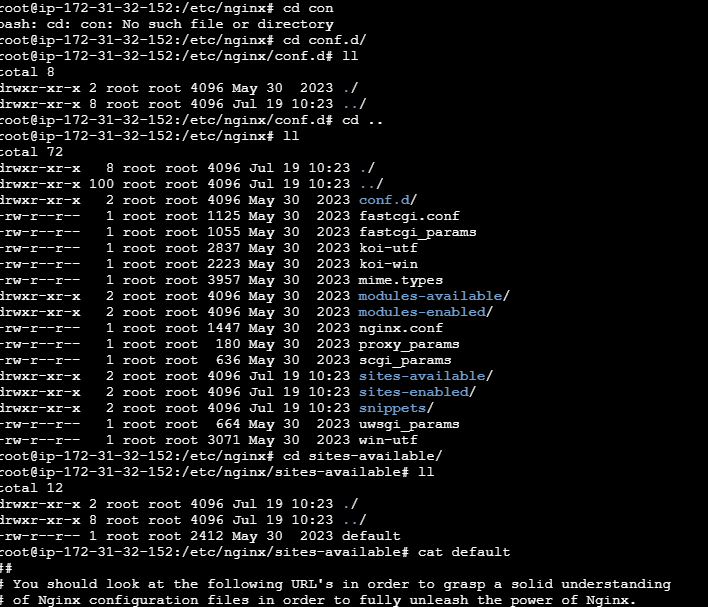 root@ip-172-31-32-152:/etc/nginx# cd con
bash: cd: con: No such file or directory
root@ip-172-31-32-152:/etc/nginx# cd conf.d/
root@ip-172-31-32-152:/etc/nginx/conf.d# ll
total 8
drwxr-xr-x 2 root root 4096 May 30  2023 ./
drwxr-xr-x 8 root root 4096 Jul 19 10:23 ../
root@ip-172-31-32-152:/etc/nginx/conf.d# cd ..
root@ip-172-31-32-152:/etc/nginx# ll
total 72
drwxr-xr-x   8 root root 4096 Jul 19 10:23 ./
drwxr-xr-x 100 root root 4096 Jul 19 10:23 ../
drwxr-xr-x   2 root root 4096 May 30  2023 conf.d/
-rw-r--r--   1 root root 1125 May 30  2023 fastcgi.conf
-rw-r--r--   1 root root 1055 May 30  2023 fastcgi_params
-rw-r--r--   1 root root 2837 May 30  2023 koi-utf
-rw-r--r--   1 root root 2223 May 30  2023 koi-win
-rw-r--r--   1 root root 3957 May 30  2023 mime.types
drwxr-xr-x   2 root root 4096 May 30  2023 modules-available/
drwxr-xr-x   2 root root 4096 May 30  2023 modules-enabled/
-rw-r--r--   1 root root 1447 May 30  2023 nginx.conf
-rw-r--r--   1 root root  180 May 30  2023 proxy_params
-rw-r--r--   1 root root  636 May 30  2023 scgi_params
drwxr-xr-x   2 root root 4096 Jul 19 10:23 sites-available/
drwxr-xr-x   2 root root 4096 Jul 19 10:23 sites-enabled/
drwxr-xr-x   2 root root 4096 Jul 19 10:23 snippets/
-rw-r--r--   1 root root  664 May 30  2023 uwsgi_params
-rw-r--r--   1 root root 3071 May 30  2023 win-utf
root@ip-172-31-32-152:/etc/nginx# cd sites-available/
root@ip-172-31-32-152:/etc/nginx/sites-available# ll
total 12
drwxr-xr-x 2 root root 4096 Jul 19 10:23 ./
drwxr-xr-x 8 root root 4096 Jul 19 10:23 ../
-rw-r--r-- 1 root root 2412 May 30  2023 default
root@ip-172-31-32-152:/etc/nginx/sites-available# cat default
##
# You should look at the following URL's in order to grasp a solid understanding
# of Nginx configuration files in order to fully unleash the power of Nginx.